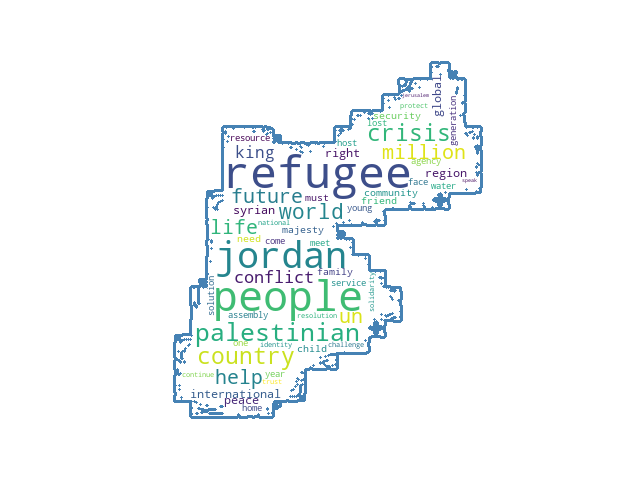 jerusalem
global
protect
security
generation
lost
crisis
resource
host
king
right
million
agency
refugee
region
face
speak
water
future
must
community
friend
syrian
world
young
life
national
majesty
need
come
meet
jordan
conflict
family
solution
service
solidarity
people
assembly
resolution
un
palestinian
one
identity
challenge
country
child
continue
help
year
trust
international
peace
home